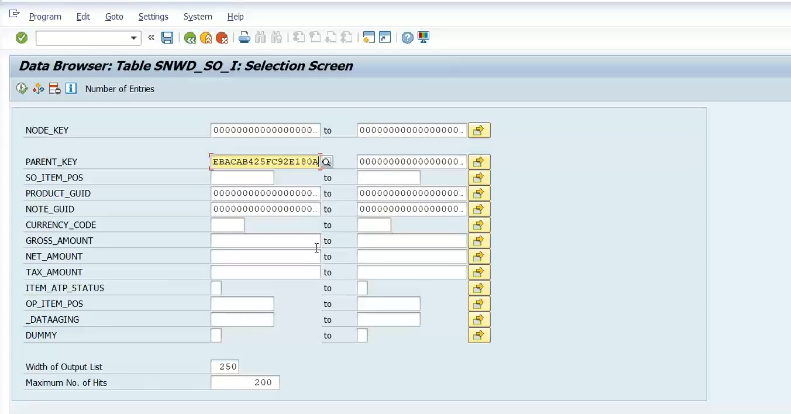 Program Edit Goto Settings System Help
«
Data Browser: Table SNWD_SO_I: Selection Screen
Number of Entries
NODE_KEY 00000000000000000... to 00000000000000000...
PARENT_KEY EBACAB425FC92E180A to 00000000000000000...
SO_ITEM_POS to
PRODUCT_GUID 00000000000000000... to 00000000000000000...
NOTE_GUID 00000000000000000... to 00000000000000000...
CURRENCY_CODE to
GROSS_AMOUNT to
NET_AMOUNT to
TAX_AMOUNT to
ITEM_ATP_STATUS to
OP_ITEM_POS to
_DATAAGING to
DUMMY to
Width of Output List 250
Maximum No. of Hits 200